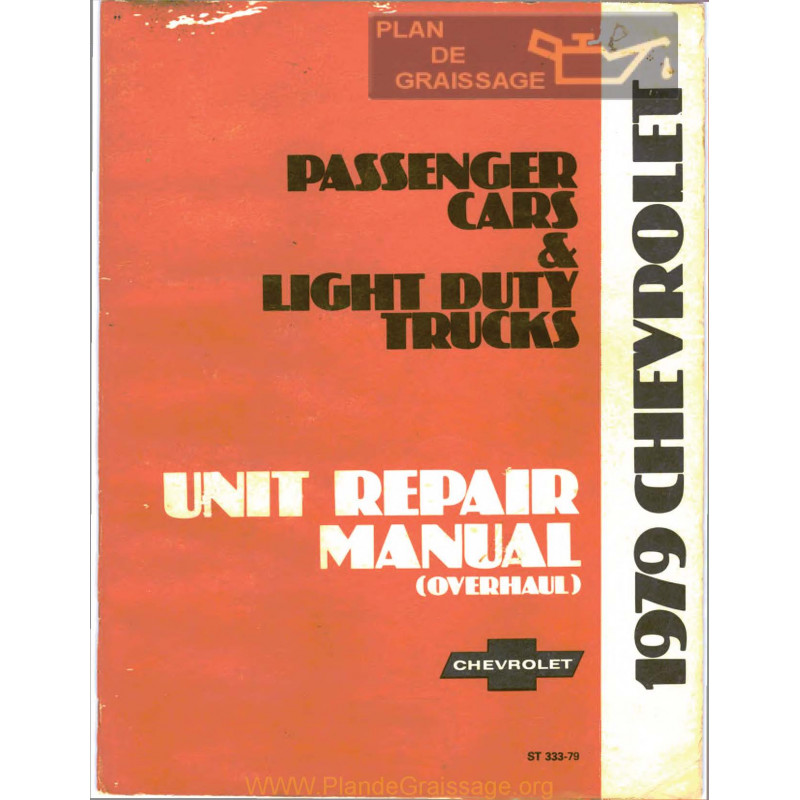 PLAN
DE
GRAISSAGE
PASSENGER
CARS
&
LIGHT DUTY
TRUCKS
UNIT REPAIR
MANUAL
(OVERHAUL)
CHEVROLET
ST 333-79
1979 CHEVROLET
www.PlandeGraissage.org